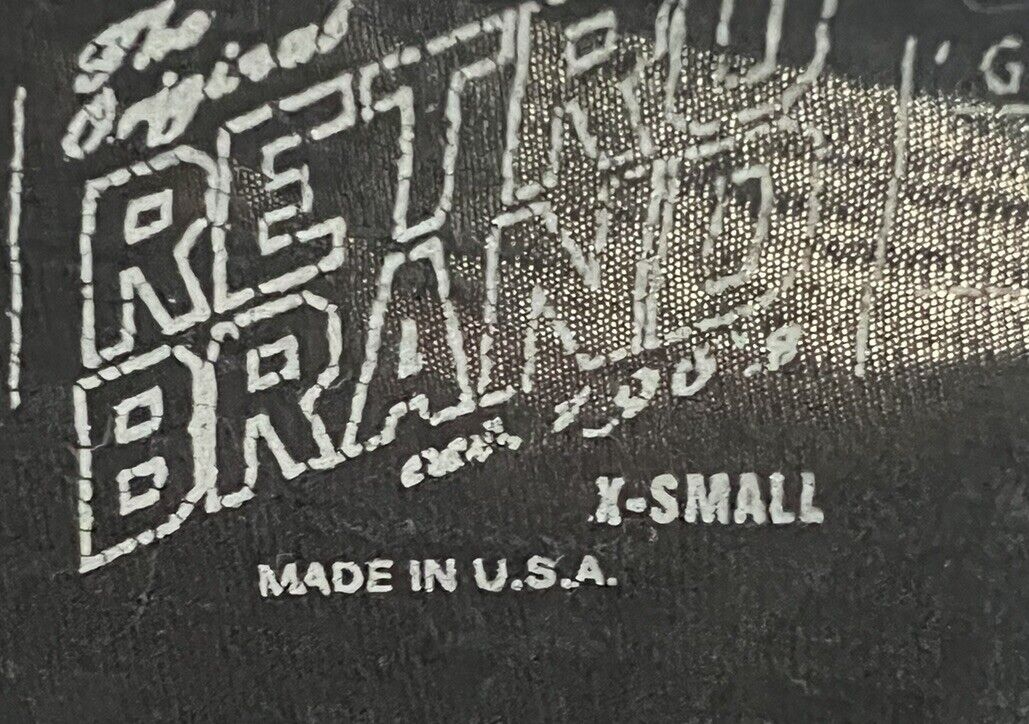 The
Original
RETRO
BRAND
X-SMALL
MADE IN U.S.A.
G